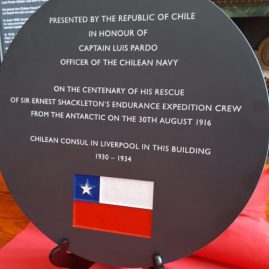 PRESENTED BY THE REPUBLIC OF CHILE
IN HONOUR OF
CAPTAIN LUIS PARDO
OFFICER OF THE CHILEAN NAVY
ON THE CENTENARY OF HIS RESCUE
OF SIR ERNEST SHACKLETON'S ENDURANCE EXPEDITION CREW
FROM THE ANTARCTIC ON THE 30TH AUGUST 1916
CHILEAN CONSUL IN LIVERPOOL IN THIS BUILDING
1930 – 1934